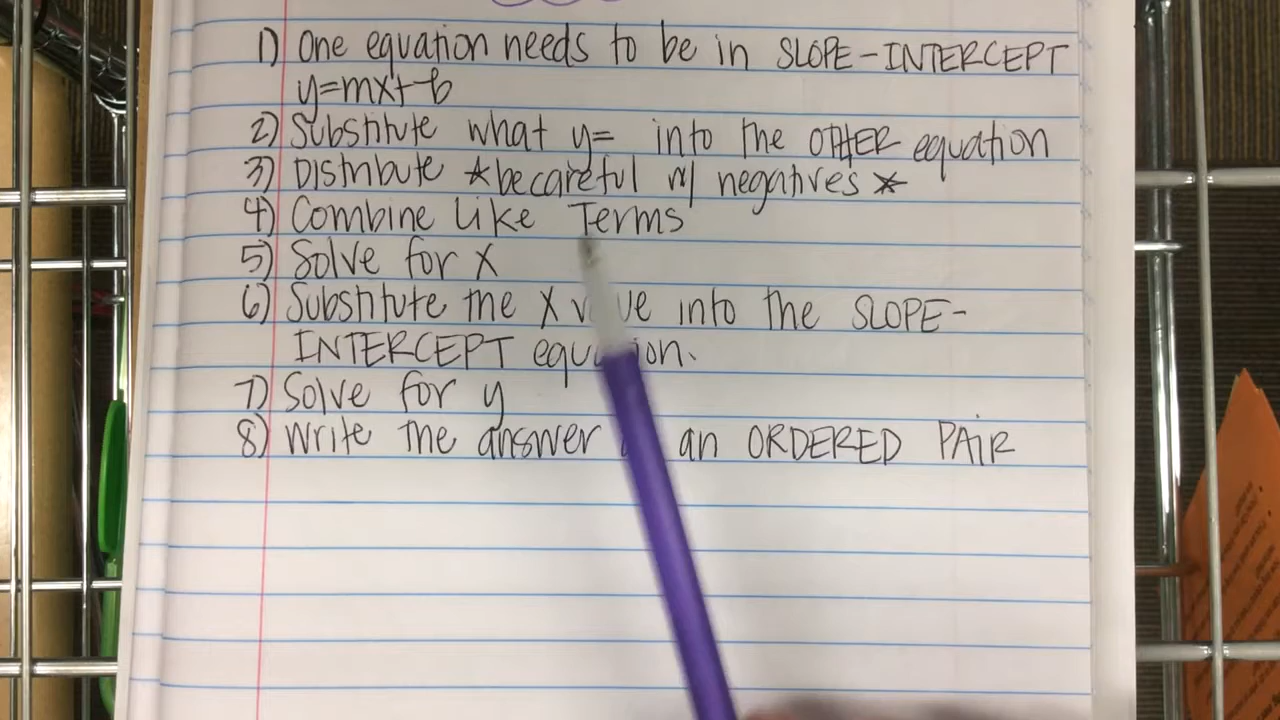 1) One equation needs to be in SLOPE-INTERCEPT
y=mx+b
2) Substitute what y= into the OTHER equation
3) Distribute *be careful w/ negatives *
4) Combine Like Terms
5) Solve for x
6) Substitute the x into the SLOPE-
INTERCEPT equation.
7) Solve for y
8) Write the answer an ORDERED PAIR